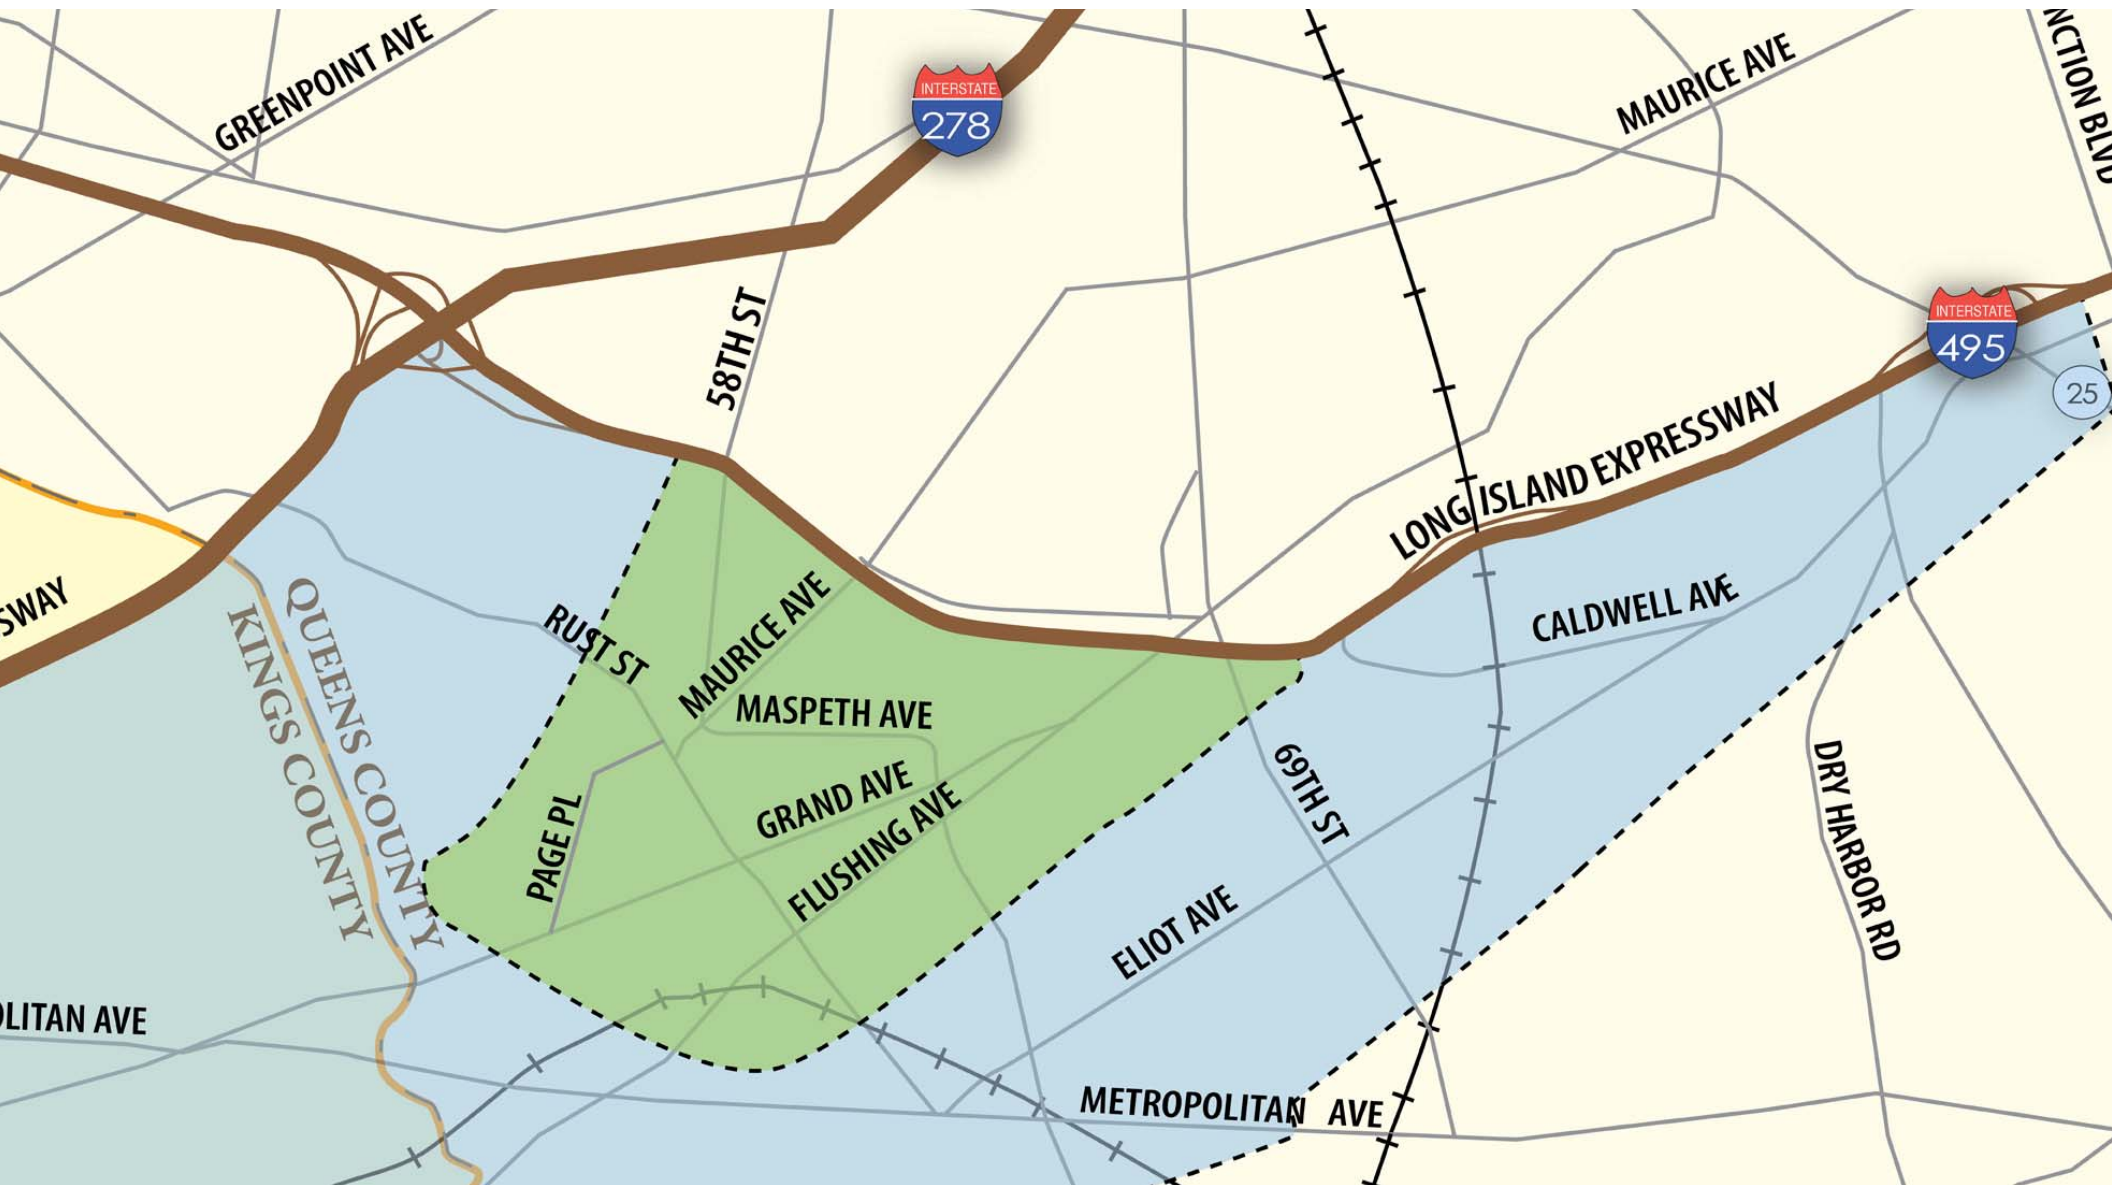 GREENPOINT AVE
INTERSTATE
278
MAURICE AVE
NCTION BLVD
58TH ST
INTERSTATE
495
25
LONG ISLAND EXPRESSWAY
SWAY
QUEENS COUNTY
KINGS COUNTY
RUST ST
MAURICE AVE
CALDWELL AVE
MASPETH AVE
PAGE PL
GRAND AVE
FLUSHING AVE
69TH ST
DRY HARBOR RD
ELIOT AVE
OLITAN AVE
METROPOLITAN AVE